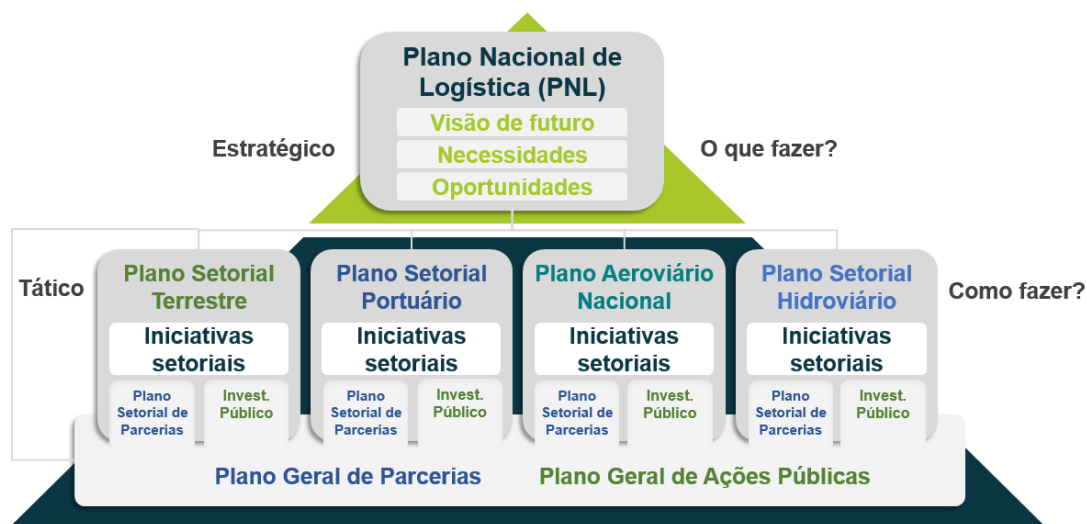 Plano Nacional de
Logística (PNL)
Visão de futuro
Necessidades
Oportunidades
Estratégico
O que fazer?
Tático
Como fazer?
Plano Setorial
Terrestre
Iniciativas
setoriais
Plano
Setorial de
Parcerias
Invest.
Público
Plano Setorial
Portuário
Iniciativas
setoriais
Plano
Setorial de
Parcerias
Invest.
Público
Plano Aeroviário
Nacional
Iniciativas
setoriais
Plano
Setorial de
Parcerias
Invest.
Público
Plano Setorial
Hidroviário
Iniciativas
setoriais
Plano
Setorial de
Parcerias
Invest.
Público
Plano Geral de Parcerias
Plano Geral de Ações Públicas